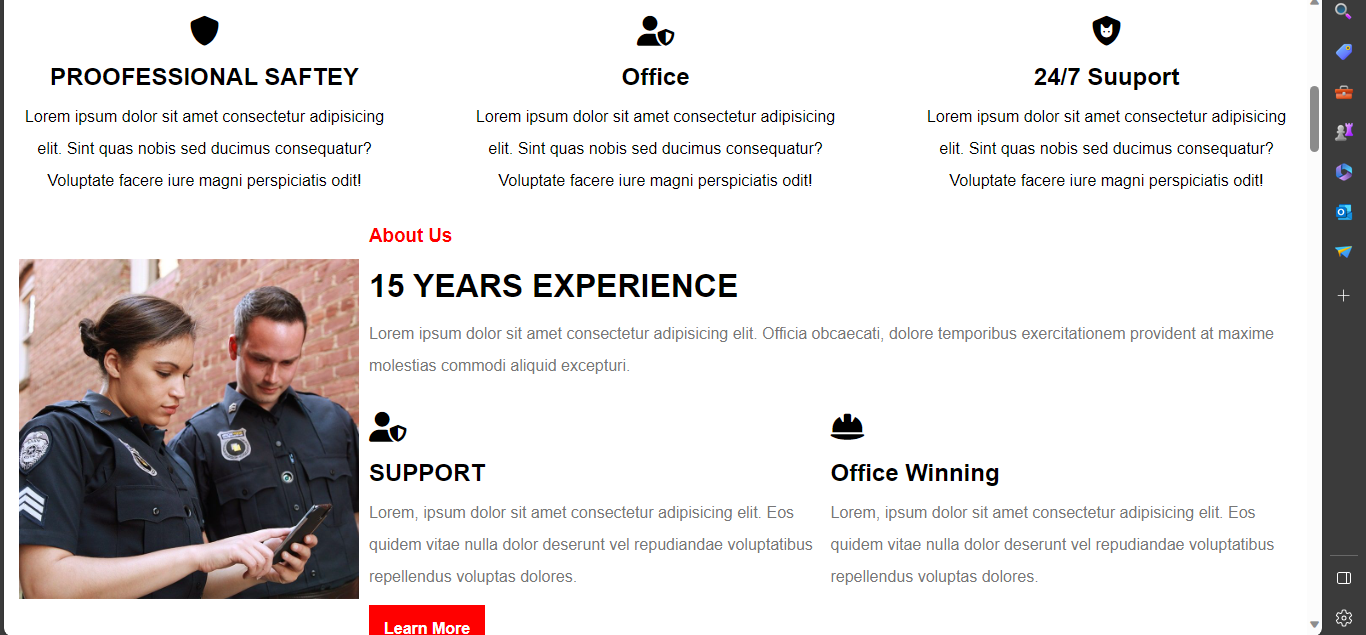 PROOFESSIONAL SAFTEY
Lorem ipsum dolor sit amet consectetur adipisicing
elit. Sint quas nobis sed ducimus consequatur?
Voluptate facere iure magni perspiciatis odit!
Office
Lorem ipsum dolor sit amet consectetur adipisicing
elit. Sint quas nobis sed ducimus consequatur?
Voluptate facere iure magni perspiciatis odit!
24/7 Suuport
Lorem ipsum dolor sit amet consectetur adipisicing
elit. Sint quas nobis sed ducimus consequatur?
Voluptate facere iure magni perspiciatis odit!
About Us
15 YEARS EXPERIENCE
Lorem ipsum dolor sit amet consectetur adipisicing elit. Officia obcaecati, dolore temporibus exercitationem provident at maxime
molestias commodi aliquid excepturi.
SUPPORT
Lorem, ipsum dolor sit amet consectetur adipisicing elit. Eos
quidem vitae nulla dolor deserunt vel repudiandae voluptatibus
repellendus voluptas dolores.
Office Winning
Lorem, ipsum dolor sit amet consectetur adipisicing elit. Eos
quidem vitae nulla dolor deserunt vel repudiandae voluptatibus
repellendus voluptas dolores.
Learn More